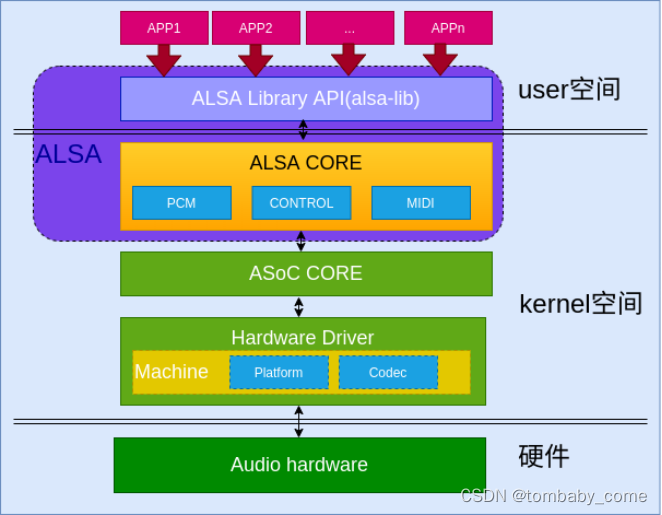 APP1 APP2 ... APPn
ALSA Library API(alsa-lib)
user空间
ALSA
ALSA CORE
PCM CONTROL MIDI
ASoC CORE
kernel空间
Hardware Driver
Machine Platform Codec
Audio hardware
硬件
CSDN @tombaby_come